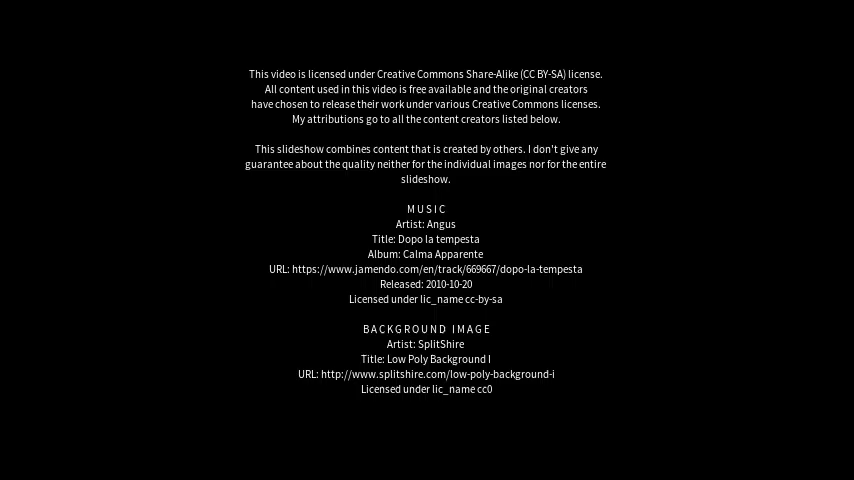 This video is licensed under Creative Commons Share-Alike (CC BY-SA) license.
All content used in this video is free available and the original creators
have chosen to release their work under various Creative Commons licenses.
My attributions go to all the content creators listed below.
This slideshow combines content that is created by others. I don't give any
guarantee about the quality neither for the individual images nor for the entire
slideshow.
MUSIC
Artist: Angus
Title: Dopo la tempesta
Album: Calma Apparente
URL: https://www.jamendo.com/en/track/669667/dopo-la-tempesta
Released: 2010-10-20
Licensed under lic_name cc-by-sa
BACKGROUND IMAGE
Artist: SplitShire
Title: Low Poly Background I
URL: http://www.splitshire.com/low-poly-background-i
Licensed under lic_name cc0